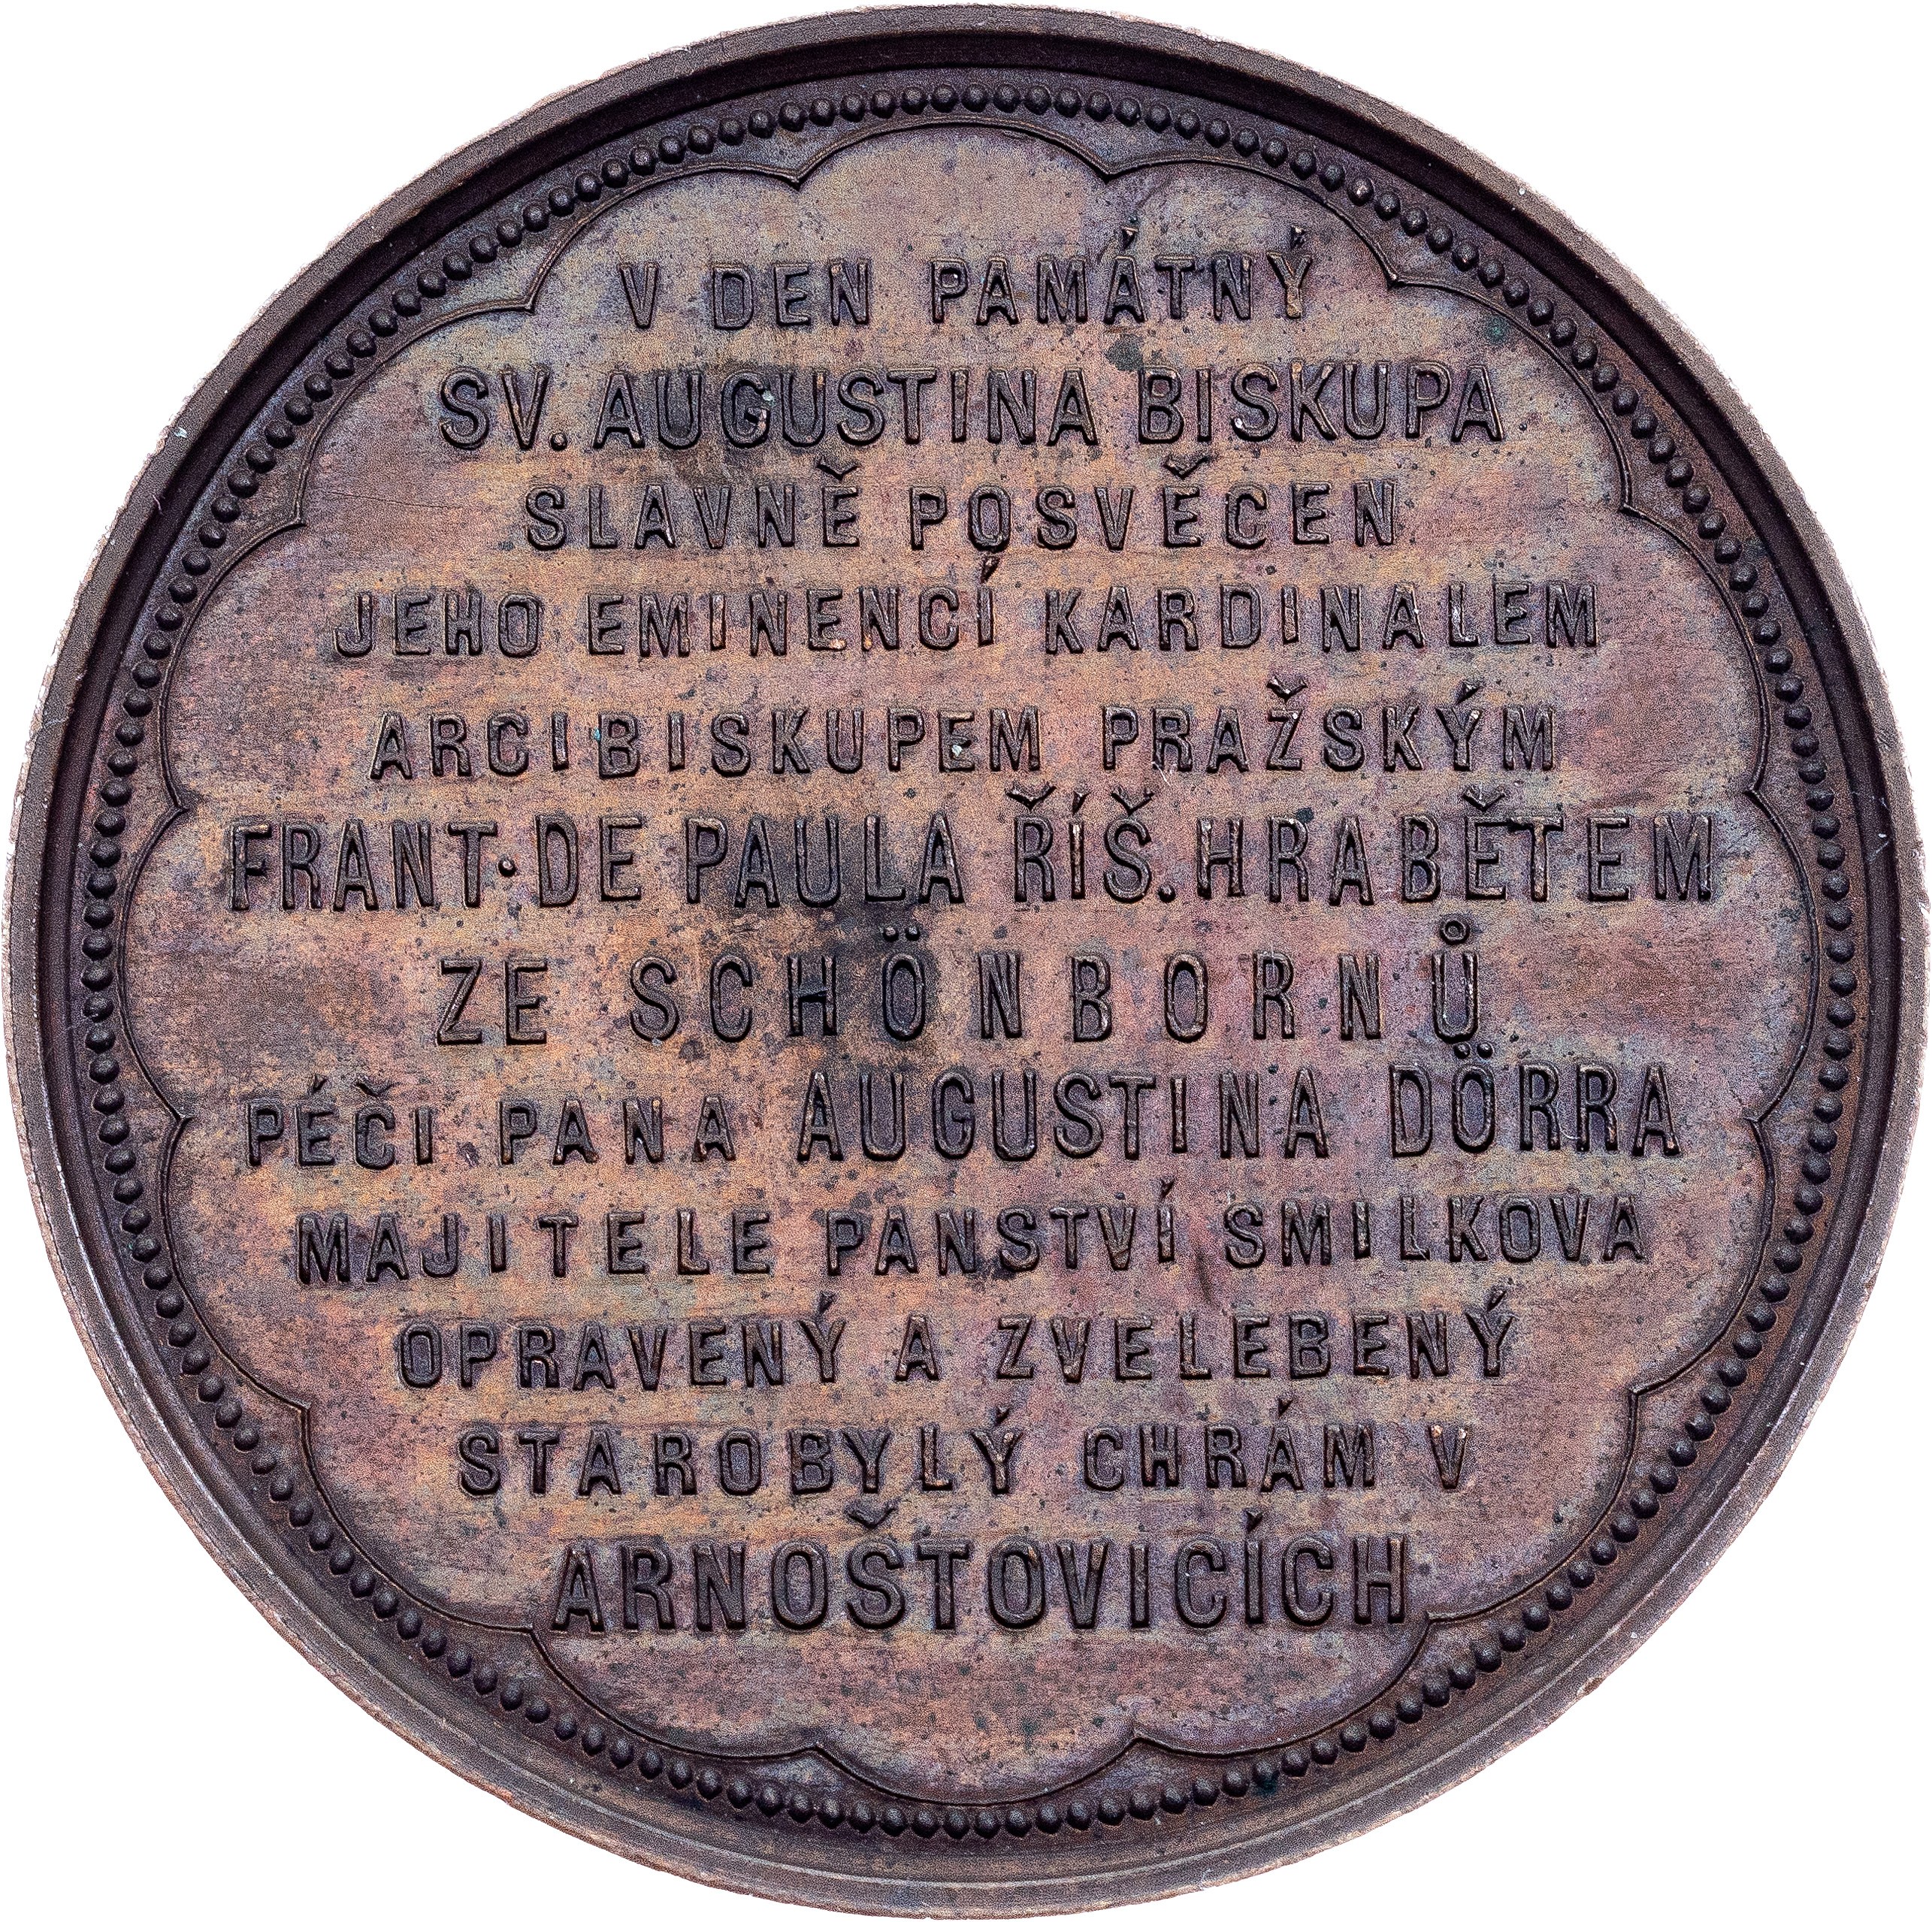 V DEN PAMÁTNÝ
SV. AUGUSTINA BISKUPA
SLAVNĚ POSVĚCEN
JEHO EMINENCÍ KARDINALEM
ARCIBISKUPEM PRAŽSKÝM
FRANT. DE PAULA ŘÍŠ. HRABĚTEM
ZE SCHÖNBORNŮ
PÉČI PANA AUGUSTINA DÖRRA
MAJITELE PANSTVÍ SMILKOVA
OPRAVENÝ A ZVELEBENÝ
STAROBYLÝ CHRÁM V
ARNOŠTOVICÍCH